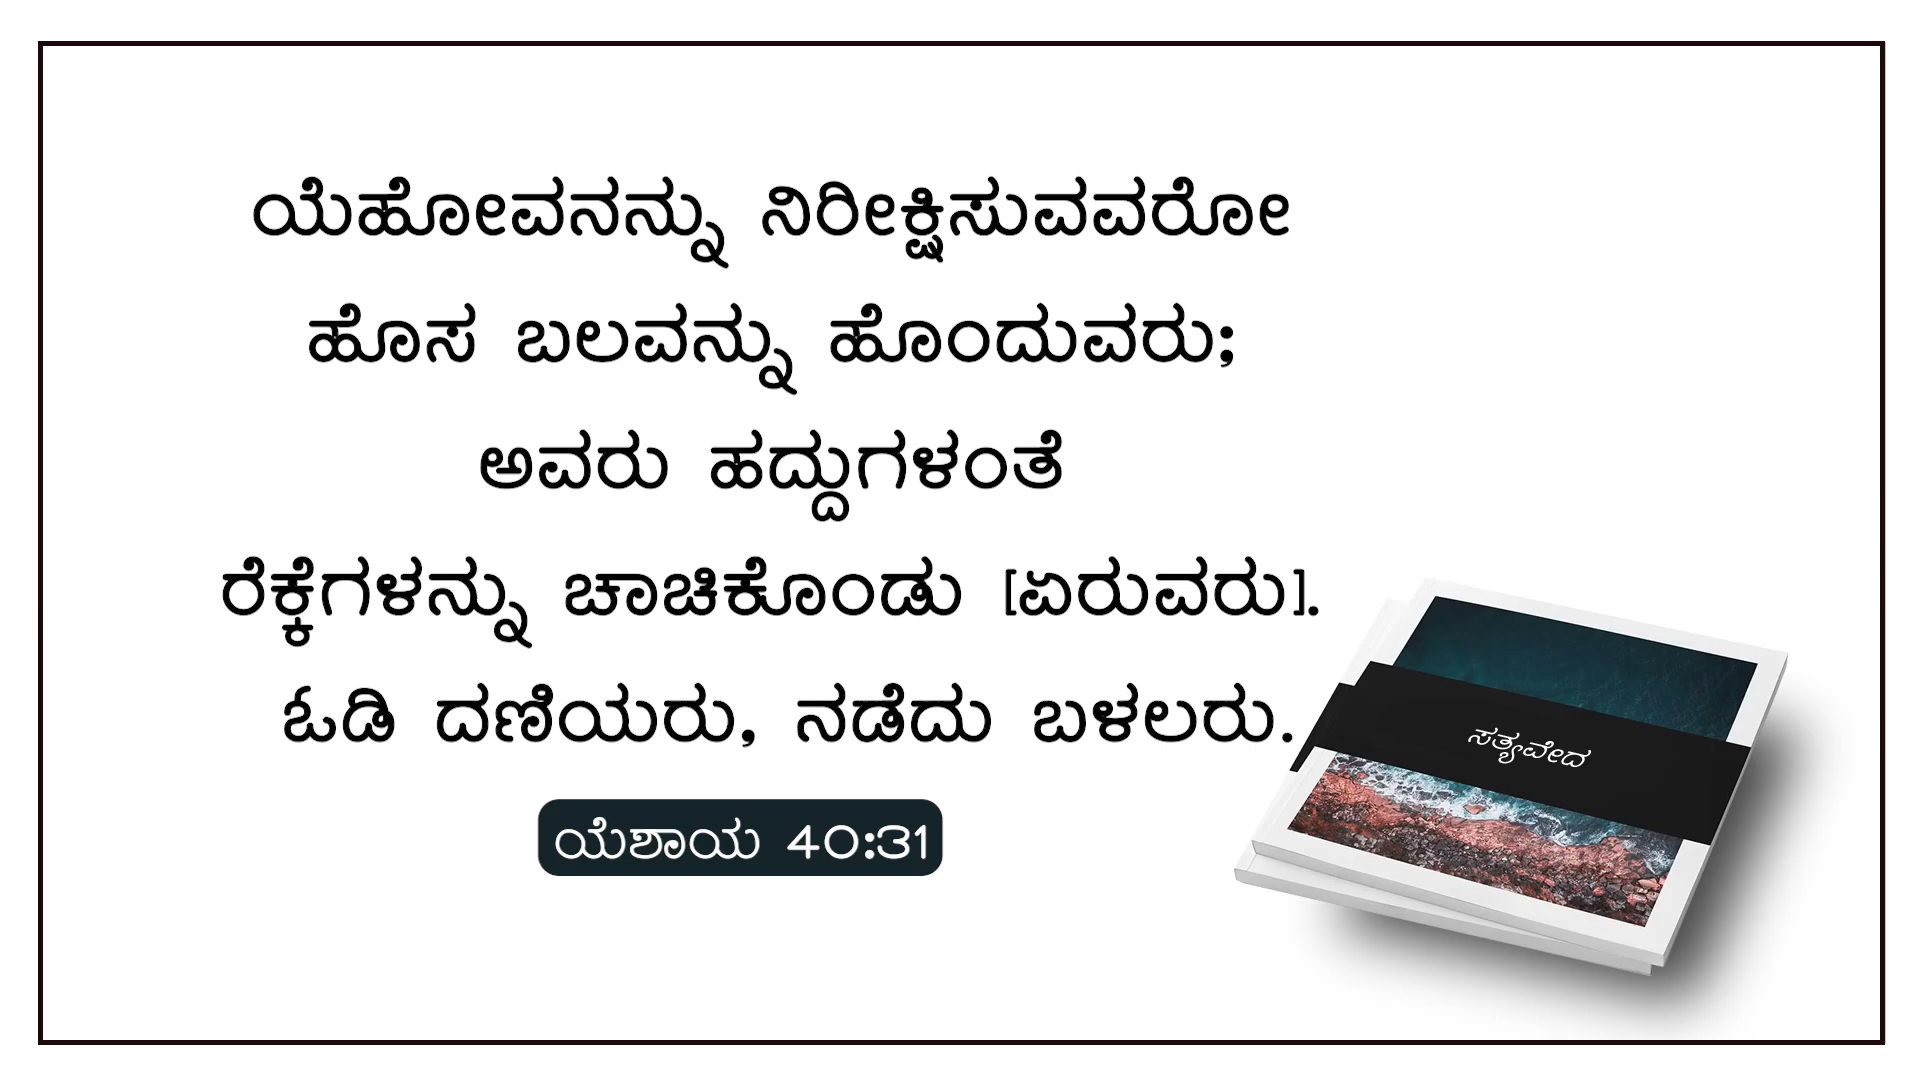 ಯೆಹೋವನನ್ನು ನಿರೀಕ್ಷಿಸುವವರೋ
ಹೊಸ ಬಲವನ್ನು ಹೊಂದುವರು;
ಅವರು ಹದ್ದುಗಳಂತೆ
ರೆಕ್ಕೆಗಳನ್ನು ಚಾಚಿಕೊಂಡು [ಏರುವರು].
ಓಡಿ ದಣಿಯರು, ನಡೆದು ಬಳಲರು.
ಯೆಶಾಯ 40:31
ಸತ್ಯವೇದ